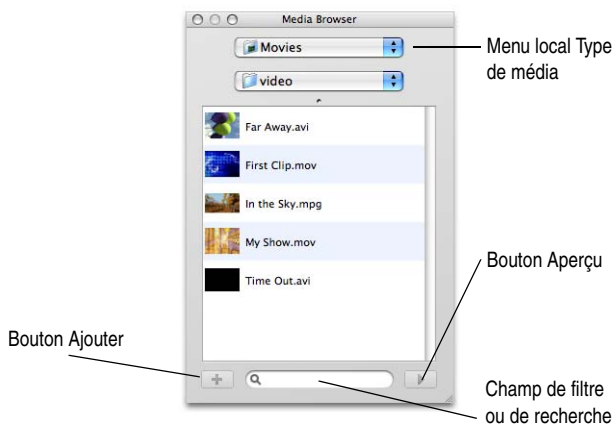 Media Browser
Movies
Menu local Type
de média
video
Far Away.avi
First Clip.mov
In the Sky.mpg
My Show.mov
Time Out.avi
Bouton Aperçu
Bouton Ajouter
Champ de filtre
ou de recherche